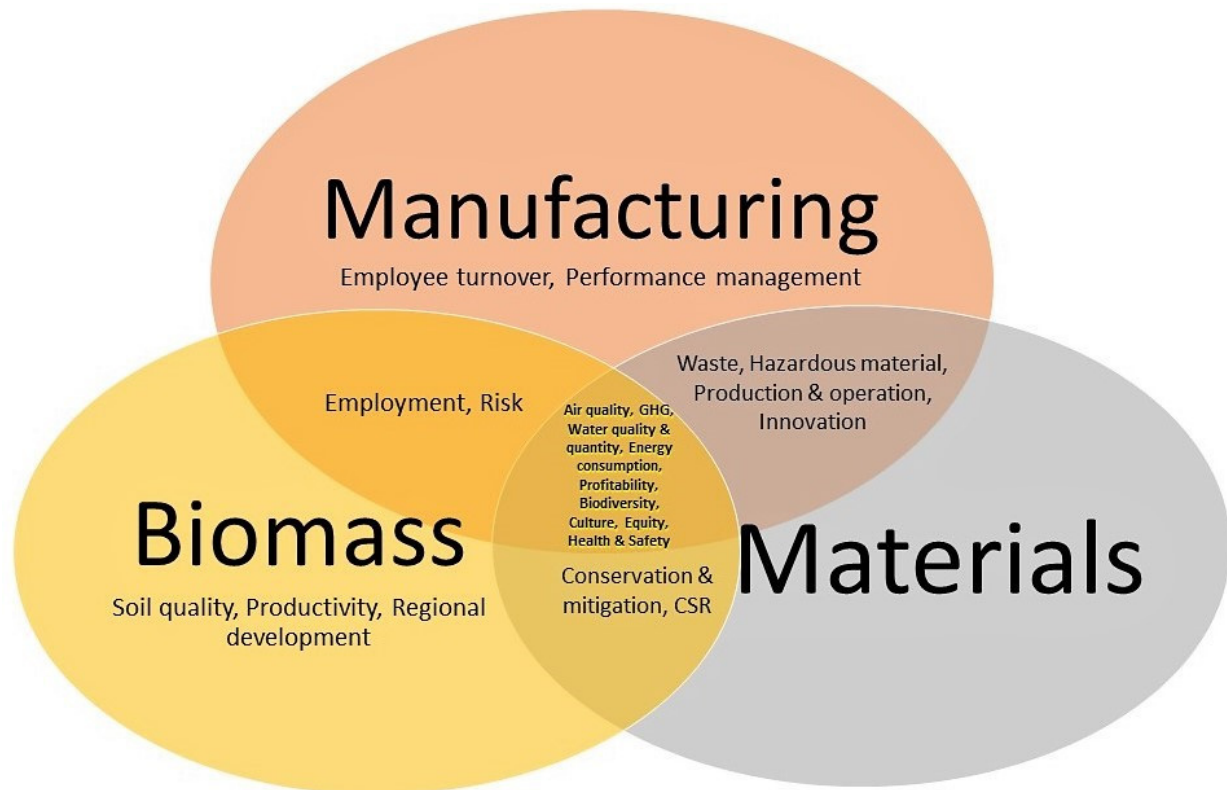 Manufacturing
Employee turnover, Performance management
Waste, Hazardous material,
Production & operation,
Innovation
Employment, Risk
Air quality, GHG,
Water quality &
quantity, Energy
consumption,
Profitability,
Biodiversity,
Culture, Equity,
Health & Safety
Biomass
Soil quality, Productivity, Regional
development
Conservation &
mitigation, CSR
Materials